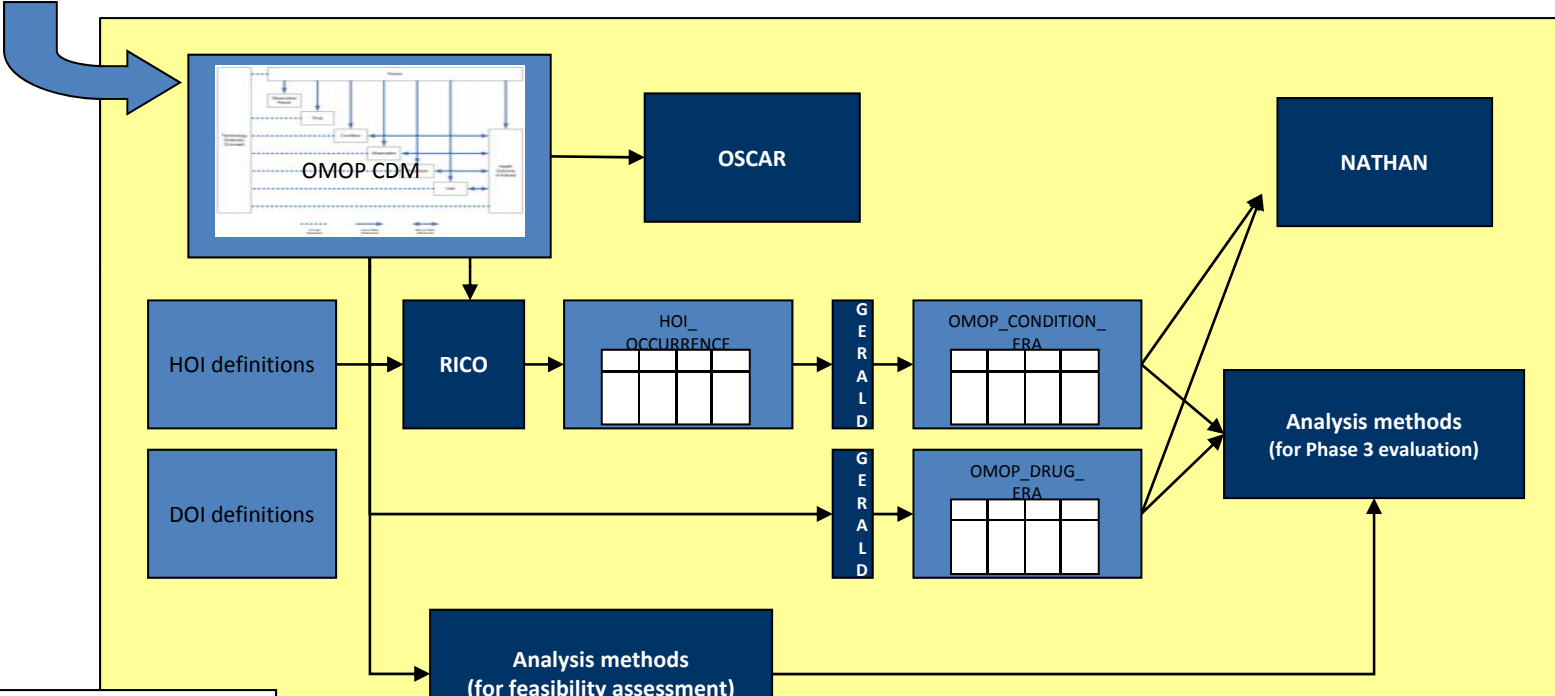 OMOP CDM
OSCAR
NATHAN
HOI definitions
RICO
HOI_
OCCURRENCE
G
E
R
A
L
D
OMOP_CONDITION_
ERA
Analysis methods
(for Phase 3 evaluation)
DOI definitions
G
E
R
A
L
D
OMOP_DRUG_
ERA
Analysis methods
(for feasibility assessment)